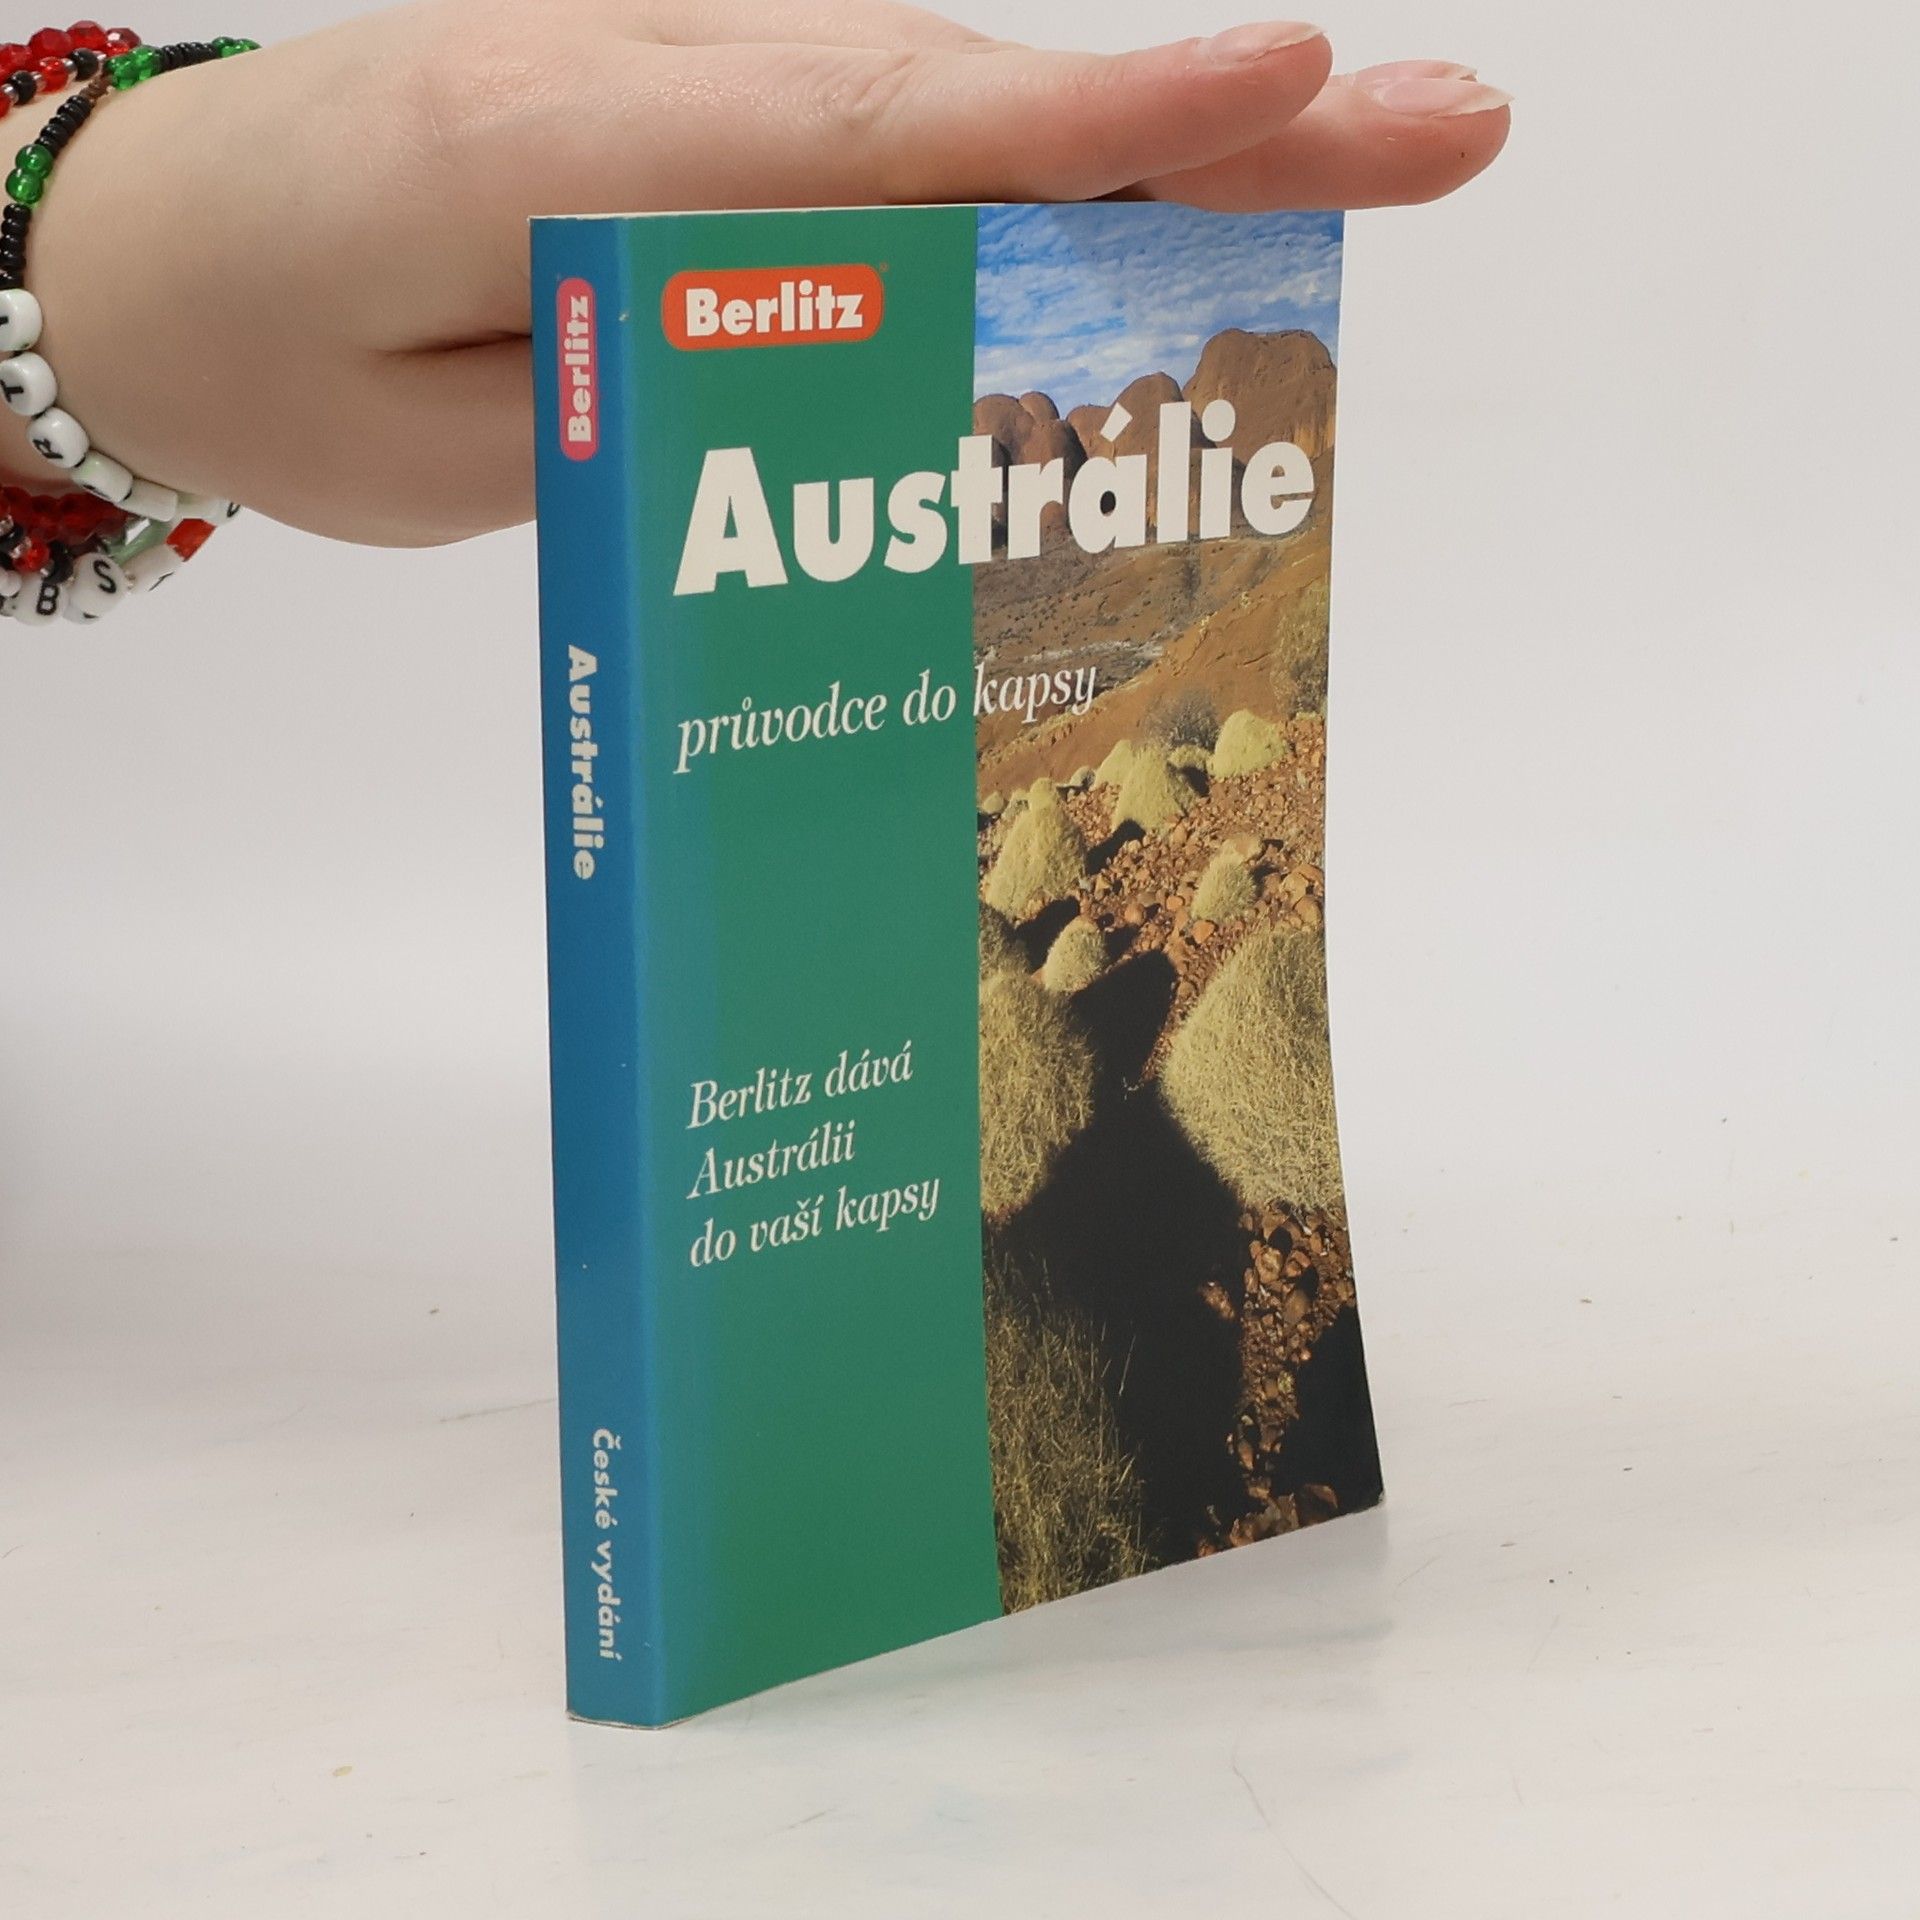 Berlitz
Austrálie
průvodce do kapsy
Berlitz dává
Austrálii
do vaší kapsy
Berlitz
Austrálie
České vydání
B S